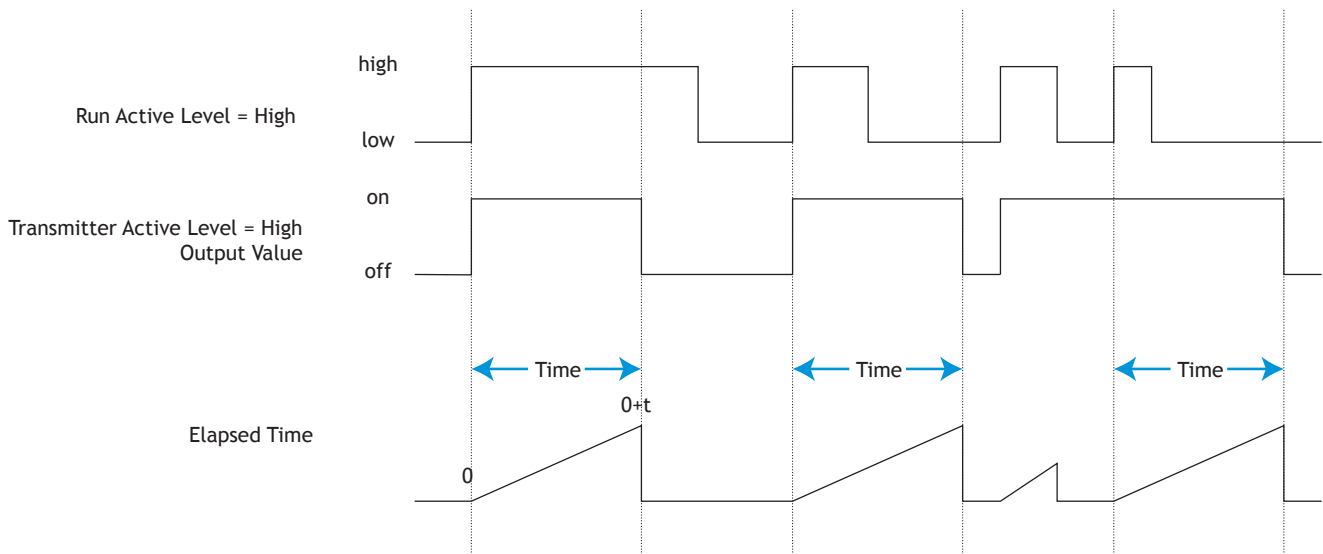 high
Run Active Level = High
low
on
Transmitter Active Level = High
Output Value
off
Time
Time
Time
0+t
Elapsed Time
0